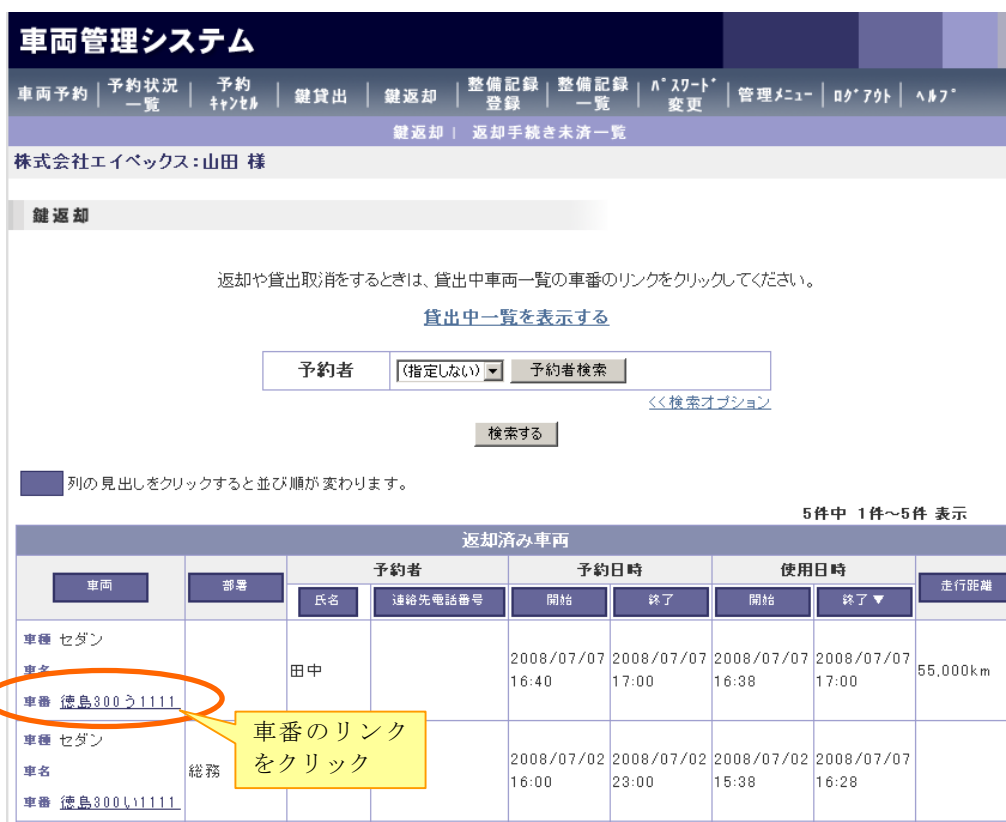 車両管理システム
車両予約 | 予約状況一覧 | 予約ｷｬﾝｾﾙ | 鍵貸出 | 鍵返却 | 整備記録登録 | 整備記録一覧 | ﾊﾟｽﾜｰﾄﾞ変更 | 管理ﾒﾆｭｰ | ﾛｸﾞｱｳﾄ | ﾍﾙﾌﾟ
鍵返却 | 返却手続き未済一覧
株式会社エイペックス：山田 様
鍵返却
返却や貸出取消をするときは、貸出中車両一覧の車番のリンクをクリックしてください。
貸出中一覧を表示する
予約者 (指定しない) 予約者検索
<<検索オプション
検索する
列の見出しをクリックすると並び順が変わります。
5件中 1件～5件 表示
返却済み車両
予約者 予約日時 使用日時
車両 部署 氏名 連絡先電話番号 開始 終了 開始 終了▼ 走行距離
車種 セダン
車名
車番 徳島300う1111
田中
2008/07/07 16:40
2008/07/07 17:00
2008/07/07 16:38
2008/07/07 17:00
55,000km
車番のリンク
をクリック
車種 セダン
車名
車番 徳島300い1111
総務
2008/07/02 16:00
2008/07/02 23:00
2008/07/02 15:38
2008/07/07 16:28